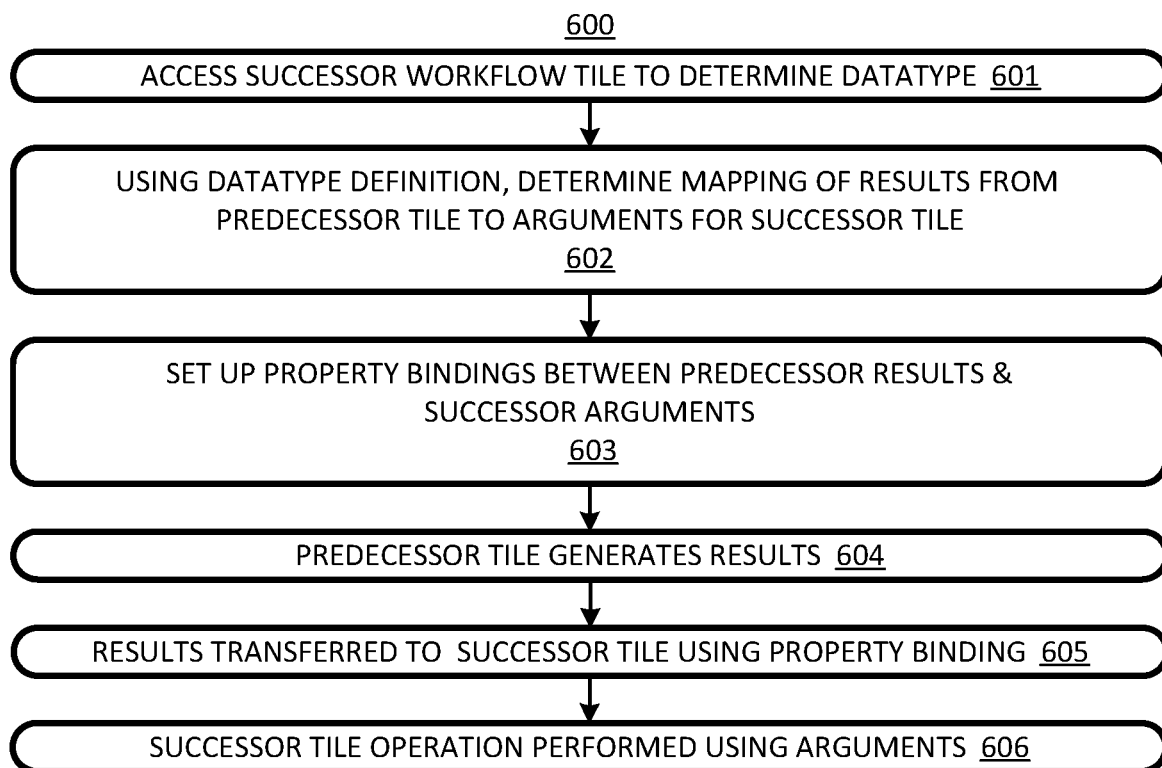 600
ACCESS SUCCESSOR WORKFLOW TILE TO DETERMINE DATATYPE 601
USING DATATYPE DEFINITION, DETERMINE MAPPING OF RESULTS FROM
PREDECESSOR TILE TO ARGUMENTS FOR SUCCESSOR TILE
602
SET UP PROPERTY BINDINGS BETWEEN PREDECESSOR RESULTS &
SUCCESSOR ARGUMENTS
603
PREDECESSOR TILE GENERATES RESULTS 604
RESULTS TRANSFERRED TO SUCCESSOR TILE USING PROPERTY BINDING 605
SUCCESSOR TILE OPERATION PERFORMED USING ARGUMENTS 606